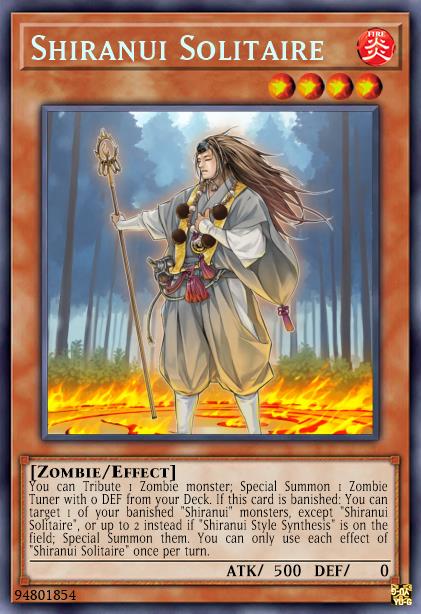 SHIRANUI SOLITAIRE
FIRE
炎
[ZOMBIE/EFFECT]
You can Tribute 1 Zombie monster; Special Summon 1 Zombie
Tuner with 0 DEF from your Deck. If this card is banished: You can
target 1 of your banished "Shiranui" monsters, except "Shiranui
Solitaire", or up to 2 instead if "Shiranui Style Synthesis" is on the
field; Special Summon them. You can only use each effect of
"Shiranui Solitaire" once per turn.
ATK/ 500 DEF/ 0
94801854